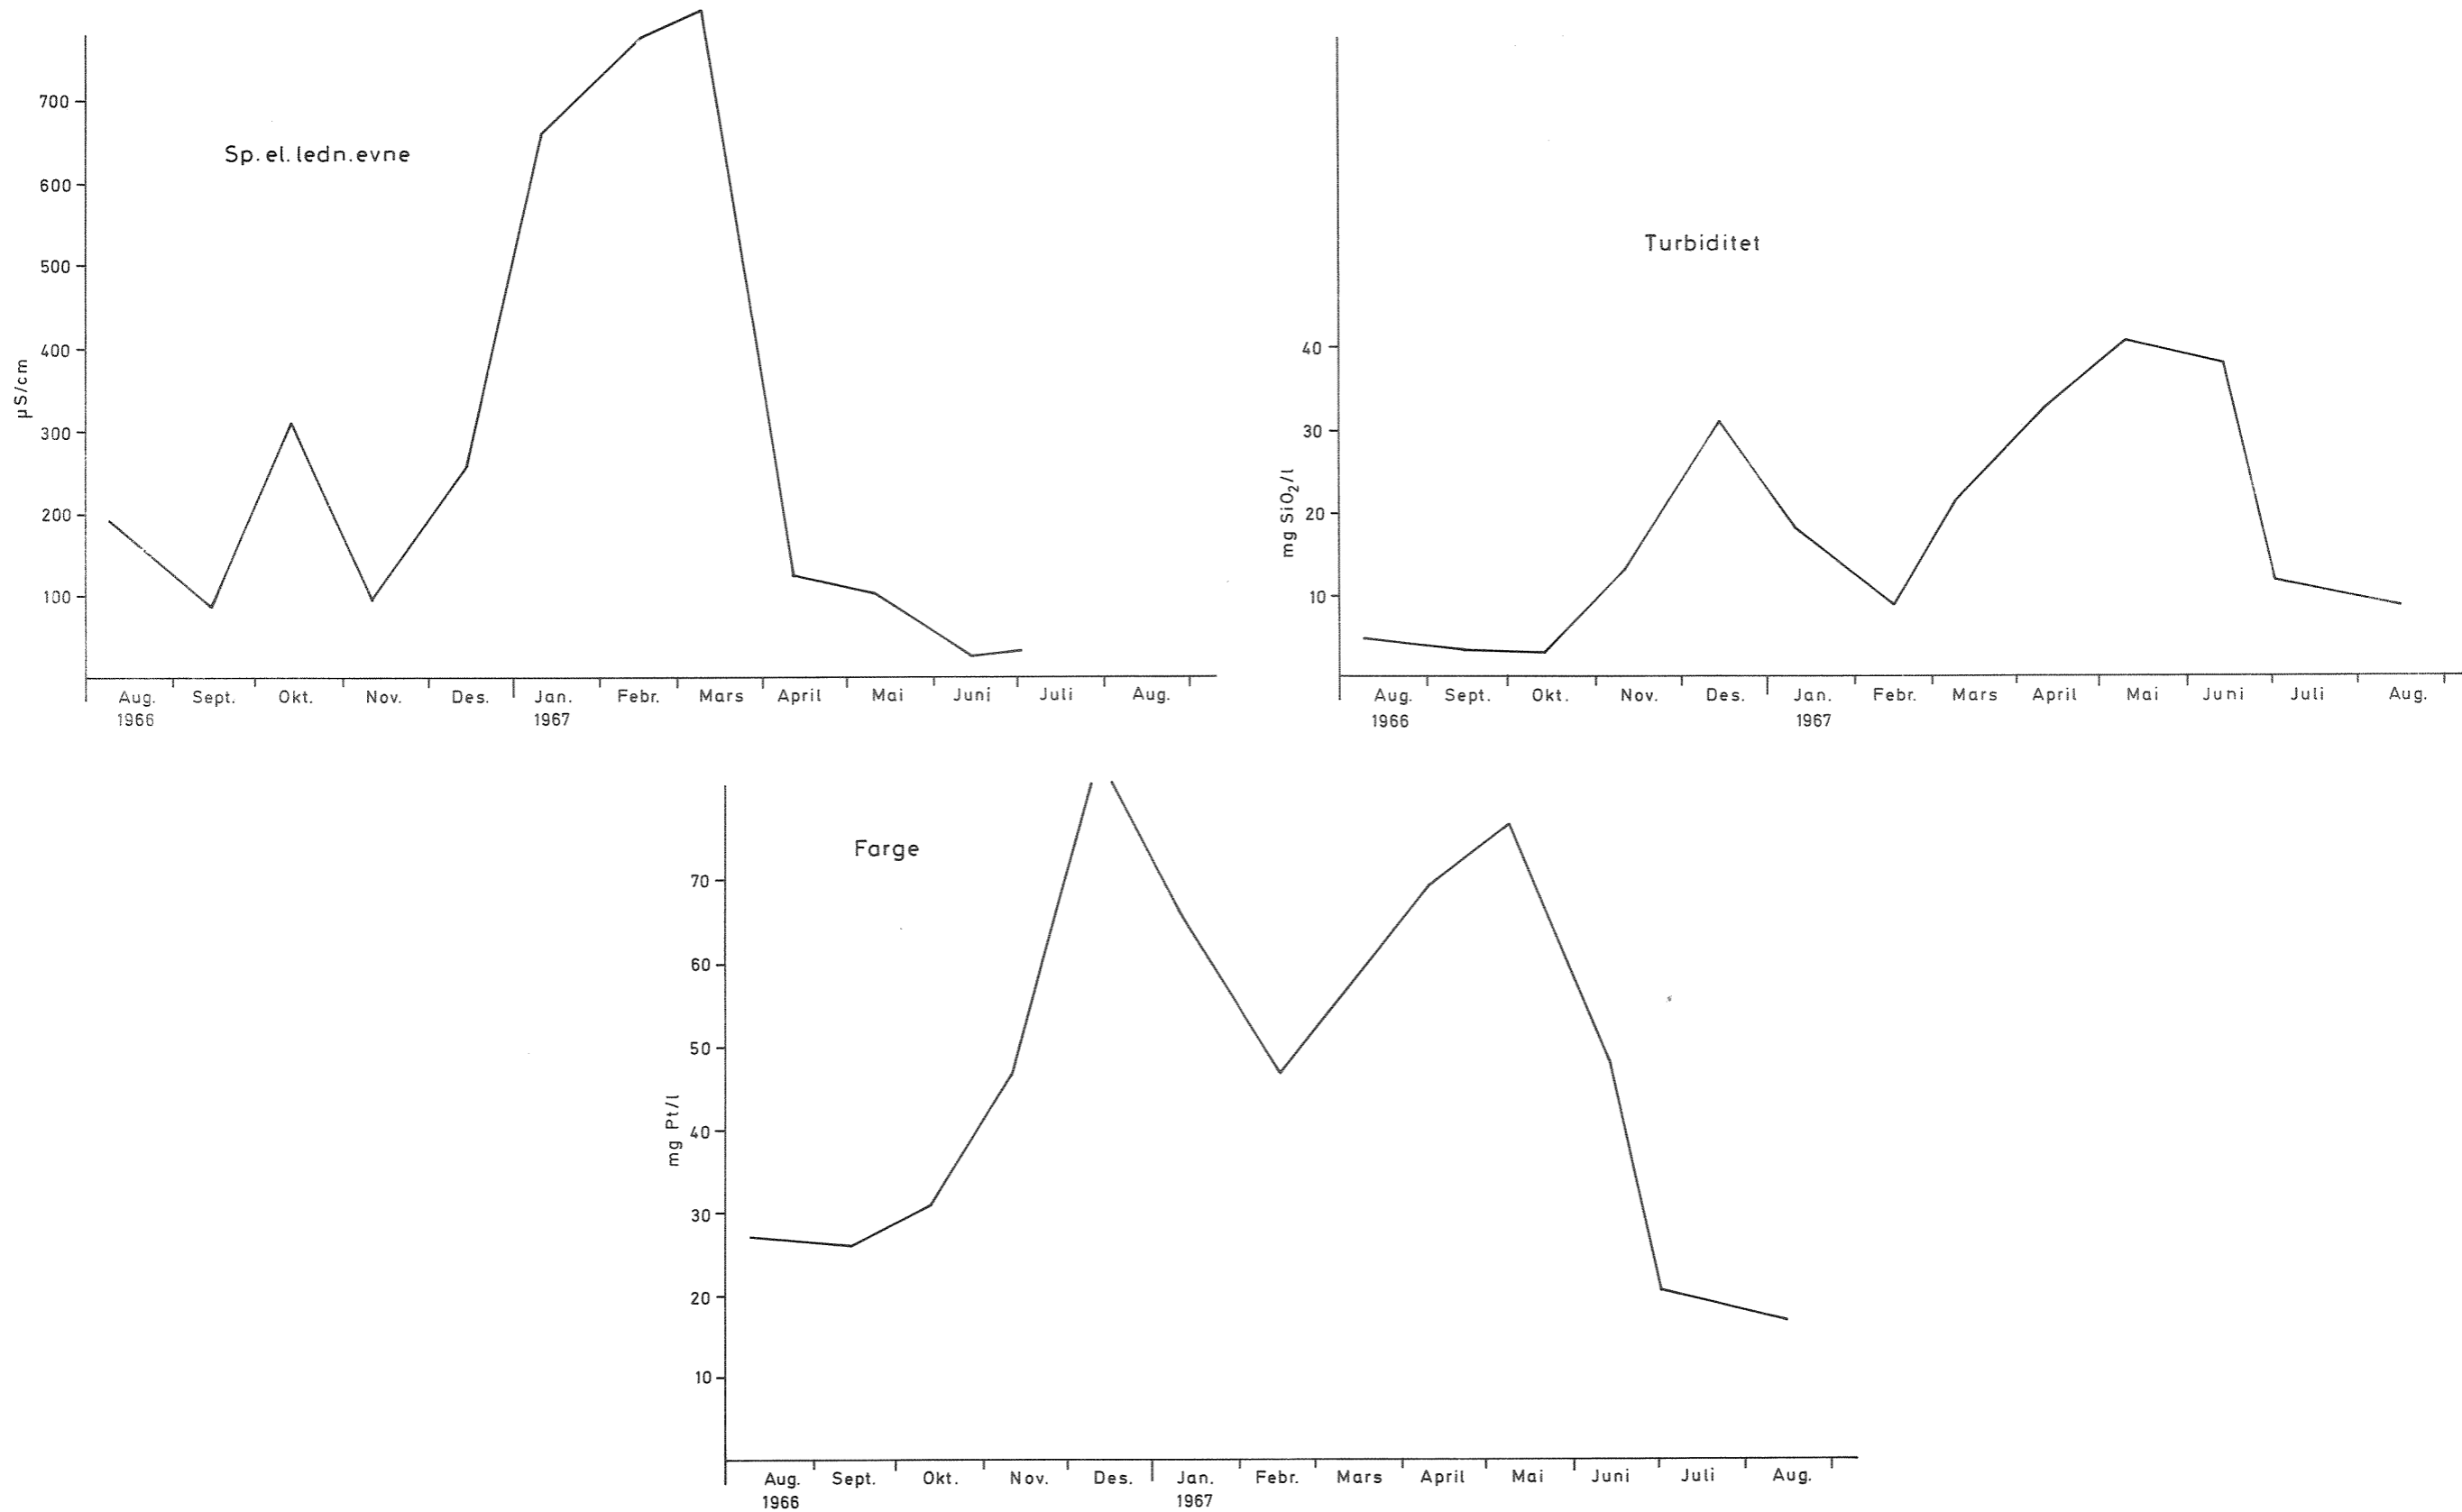 Sp.el.ledn.evne
µS/cm
700
600
500
400
300
200
100
Aug. Sept. Okt. Nov. Des. Jan. Febr. Mars April Mai Juni Juli Aug.
1966 1967
Turbiditet
mg SiO₂/l
40
30
20
10
Aug. Sept. Okt. Nov. Des. Jan. Febr. Mars April Mai Juni Juli Aug.
1966 1967
Farge
mg Pt/l
70
60
50
40
30
20
10
Aug. Sept. Okt. Nov. Des. Jan. Febr. Mars April Mai Juni Juli Aug.
1966 1967